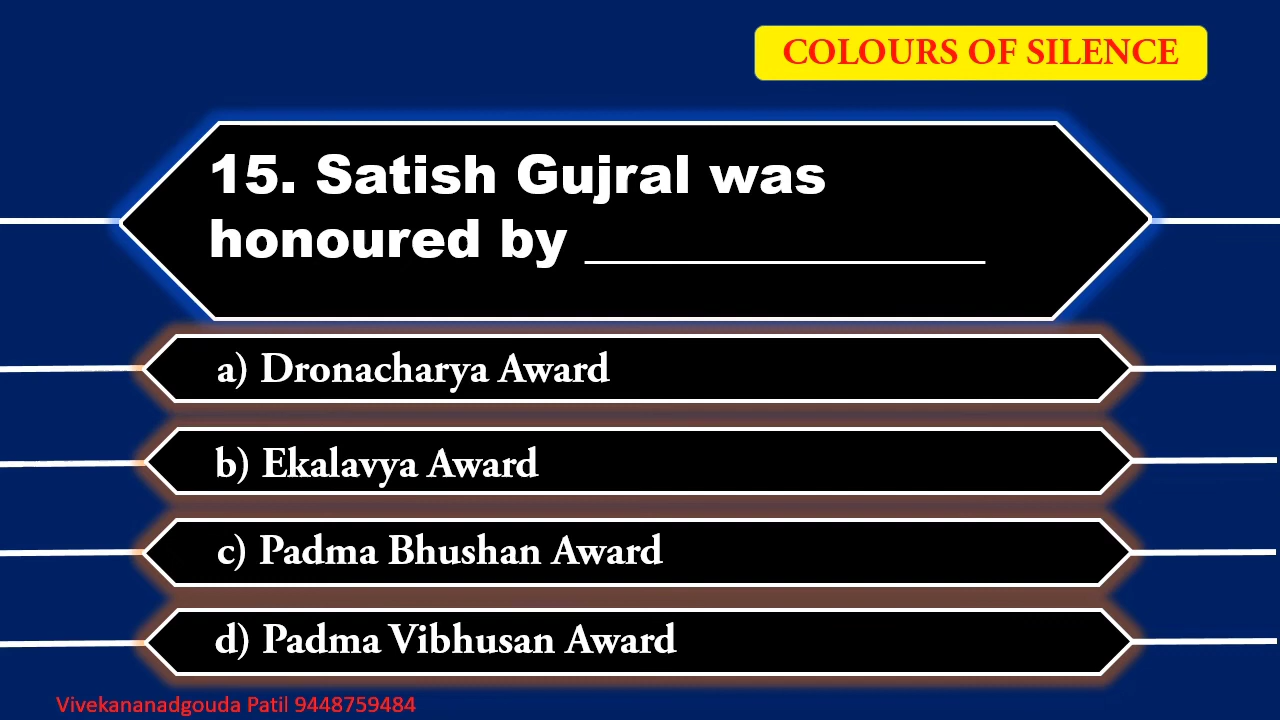 COLOURS OF SILENCE
15. Satish Gujral was
honoured by _______________
a) Dronacharya Award
b) Ekalavya Award
c) Padma Bhushan Award
d) Padma Vibhusan Award
Vivekananadgouda Patil 9448759484